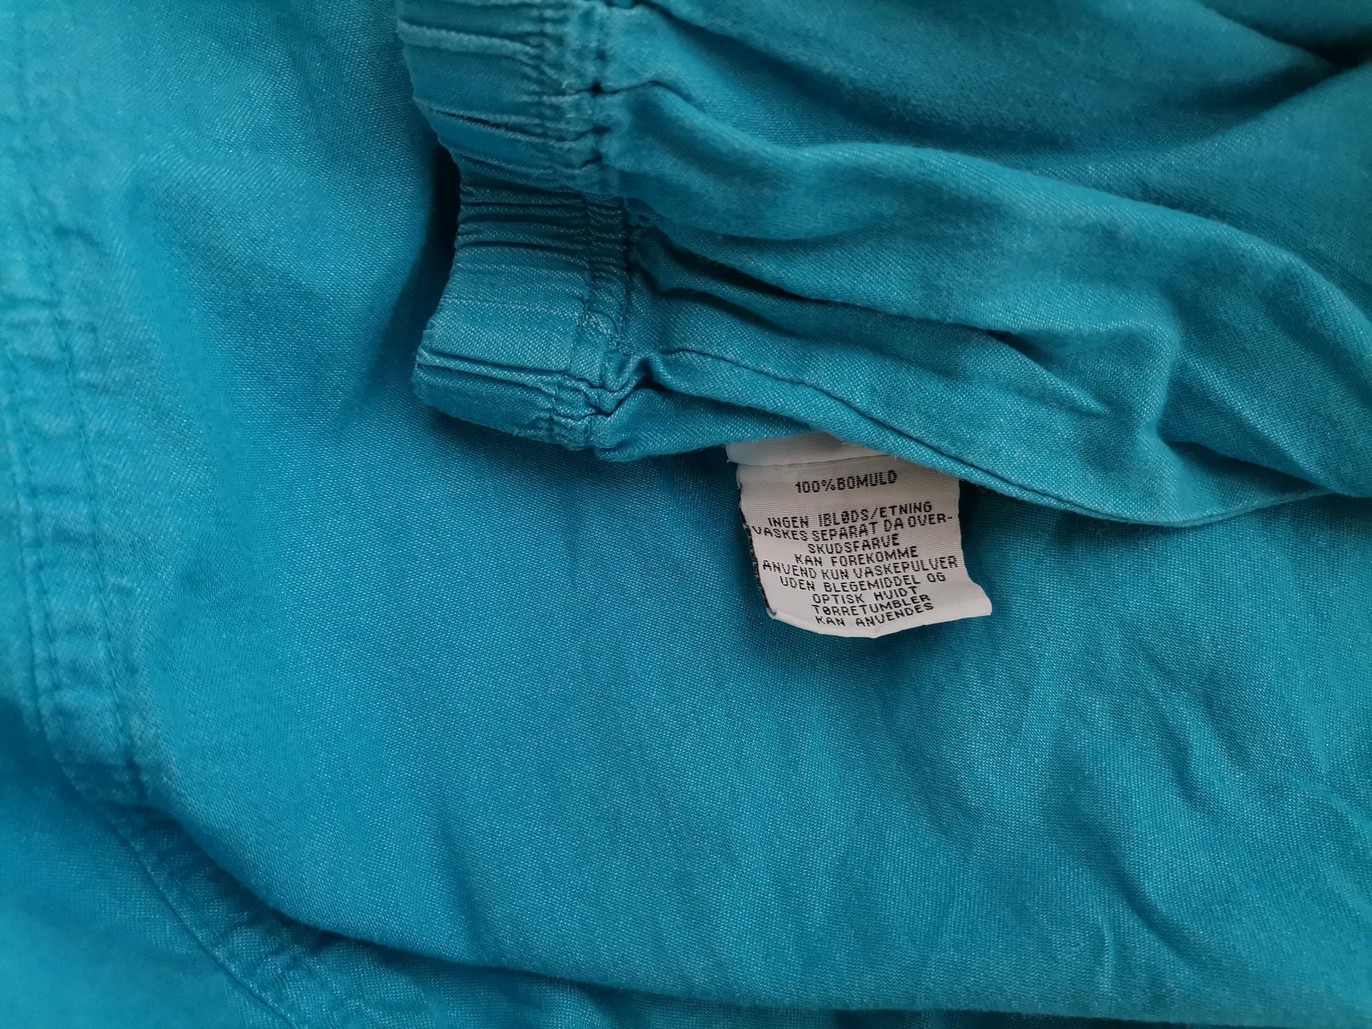 100%BOMULD
INGEN IBLØDS/ETNING
VASKES SEPARAT DA OVER-
SKUDSFARVE
KAN FOREKOMME
ANVEND KUN VASKEPULVER
UDEN BLEGEMIDDEL OG
OPTISK HVIDT
TØRRETUMBLER
KAN ANVENDES